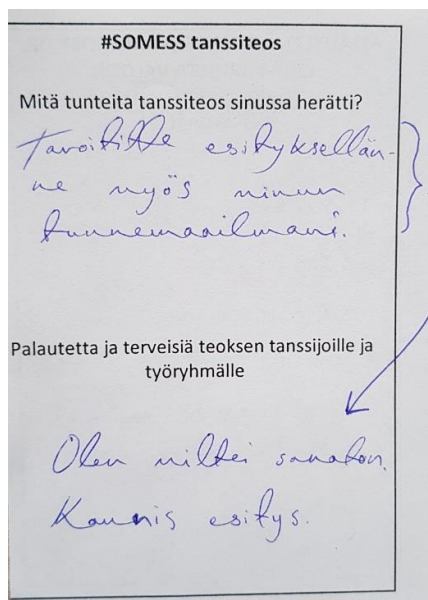 #SOMESS tanssiteos
Mitä tunteita tanssiteos sinussa herätti?
Tavoititte esityksellän-
ne myös minun
tunnemaailmani.
Palautetta ja terveisiä teoksen tanssijoille ja
työryhmälle
Olen miltei sanaton.
Kaunis esitys.